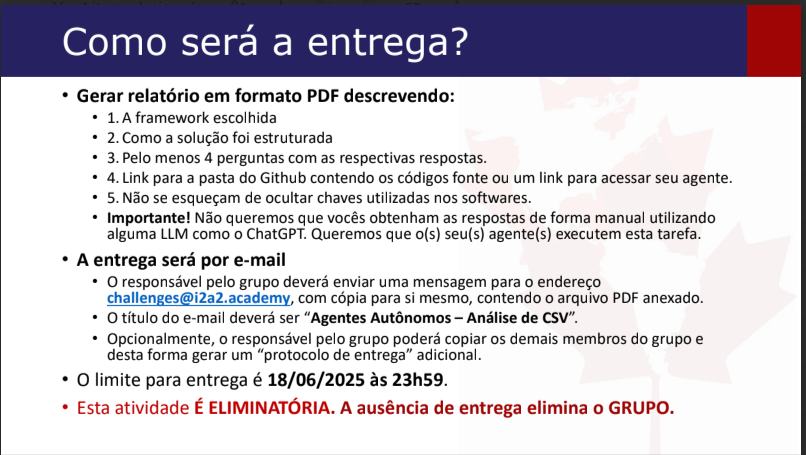 Como será a entrega?
• Gerar relatório em formato PDF descrevendo:
• 1. A framework escolhida
• 2. Como a solução foi estruturada
• 3. Pelo menos 4 perguntas com as respectivas respostas.
• 4. Link para a pasta do Github contendo os códigos fonte ou um link para acessar seu agente.
• 5. Não se esqueçam de ocultar chaves utilizadas nos softwares.
• Importante! Não queremos que vocês obtenham as respostas de forma manual utilizando
alguma LLM como o ChatGPT. Queremos que o(s) seu(s) agente(s) executem esta tarefa.
• A entrega será por e-mail
• O responsável pelo grupo deverá enviar uma mensagem para o endereço
challenges@i2a2.academy, com cópia para si mesmo, contendo o arquivo PDF anexado.
• O título do e-mail deverá ser “Agentes Autônomos – Análise de CSV”.
• Opcionalmente, o responsável pelo grupo poderá copiar os demais membros do grupo e
desta forma gerar um “protocolo de entrega” adicional.
• O limite para entrega é 18/06/2025 às 23h59.
• Esta atividade É ELIMINATÓRIA. A ausência de entrega elimina o GRUPO.